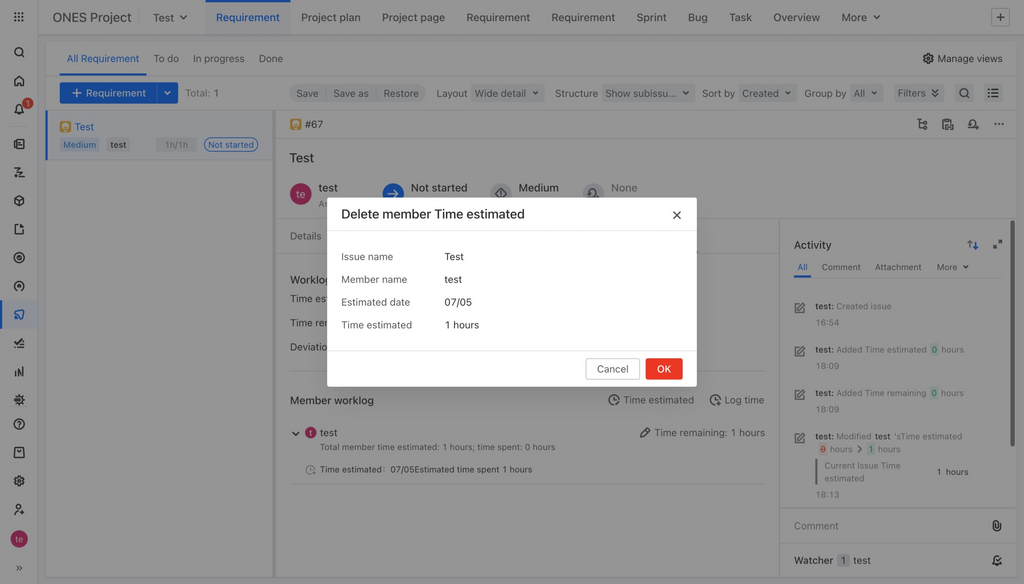 ONES Project
Test
Requirement
Project plan
Project page
Requirement
Requirement
Sprint
Bug
Task
Overview
More
All Requirement
To do
In progress
Done
Manage views
1
Requirement
Total: 1
Save
Save as
Restore
Layout Wide detail
Structure Show subissu...
Sort by Created
Group by All
Filters
Test
Medium
test
1h/1h
Not started
#67
Test
te
test
Not started
Medium
None
Details
Delete member Time estimated
Issue name Test
Member name test
Estimated date 07/05
Time estimated 1 hours
Cancel
OK
Deviatio
Member worklog
Time estimated
Log time
t test
Time remaining: 1 hours
Total member time estimated: 1 hours; time spent: 0 hours
Time estimated: 07/05Estimated time spent 1 hours
Activity
All
Comment
Attachment
More
test: Created issue
16:54
test: Added Time estimated 0 hours
18:09
test: Added Time remaining 0 hours
18:09
test: Modified test 'sTime estimated
0 hours 1 hours
Current Issue Time
estimated
1 hours
18:13
Comment
Watcher 1 test
te